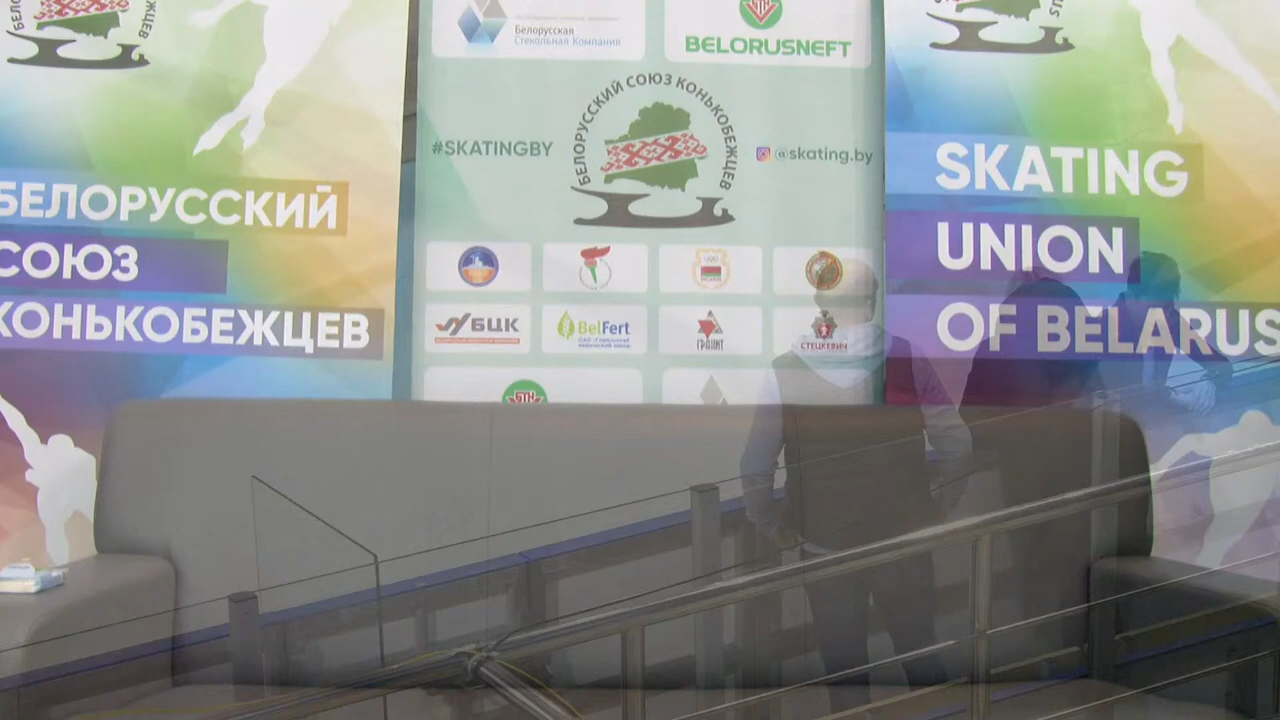 БЕЛОРУССКИЙ
СОЮЗ
КОНЬКОБЕЖЦЕВ
Белорусская
Стекольная Компания
BELORUSNEFT
БЕЛОРУССКИЙ СОЮЗ КОНЬКОБЕЖЦЕВ
#SKATINGBY
@skating.by
БЦК
BelFert
ГРАНИТ
СТЕЦКЕВИЧ
SKATING
UNION
OF BELARUS